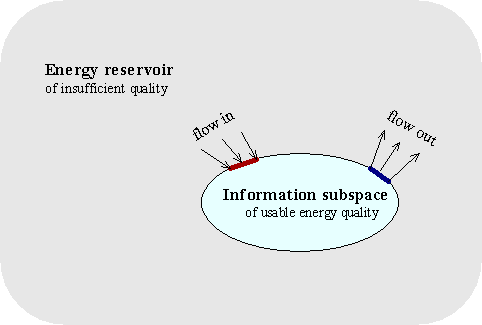 Energy reservoir
of insufficient quality
flow in
flow out
Information subspace
of usable energy quality